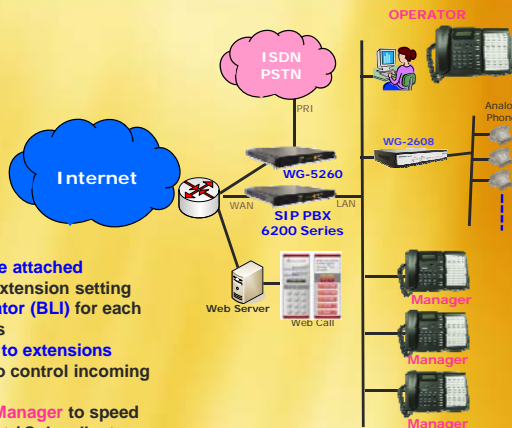 OPERATOR
ISDN
PSTN
PRI
Analo
Phone
WG-2608
Internet
WG-5260
WAN
LAN
SIP PBX
6200 Series
e attached
extension setting
ator (BLI) for each
s
to extensions
o control incoming
Manager to speed
Web Server
Web Call
Manager
Manager
Manager